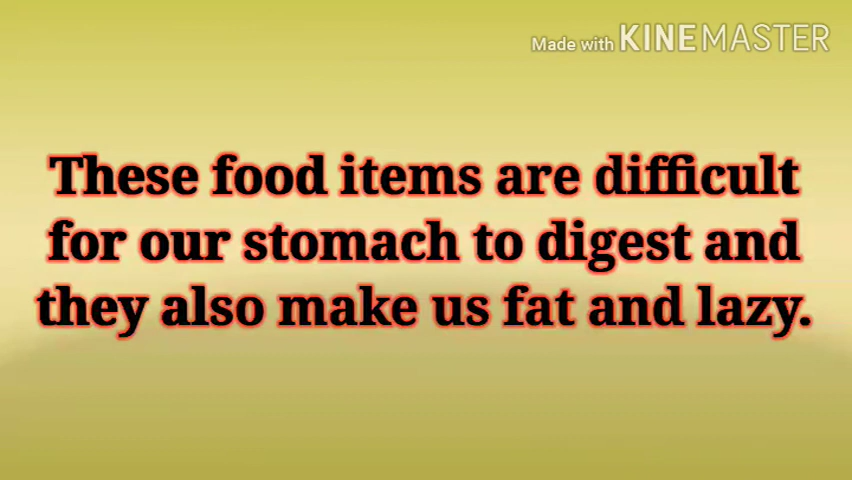 Made with KINEMASTER
These food items are difficult
for our stomach to digest and
they also make us fat and lazy.